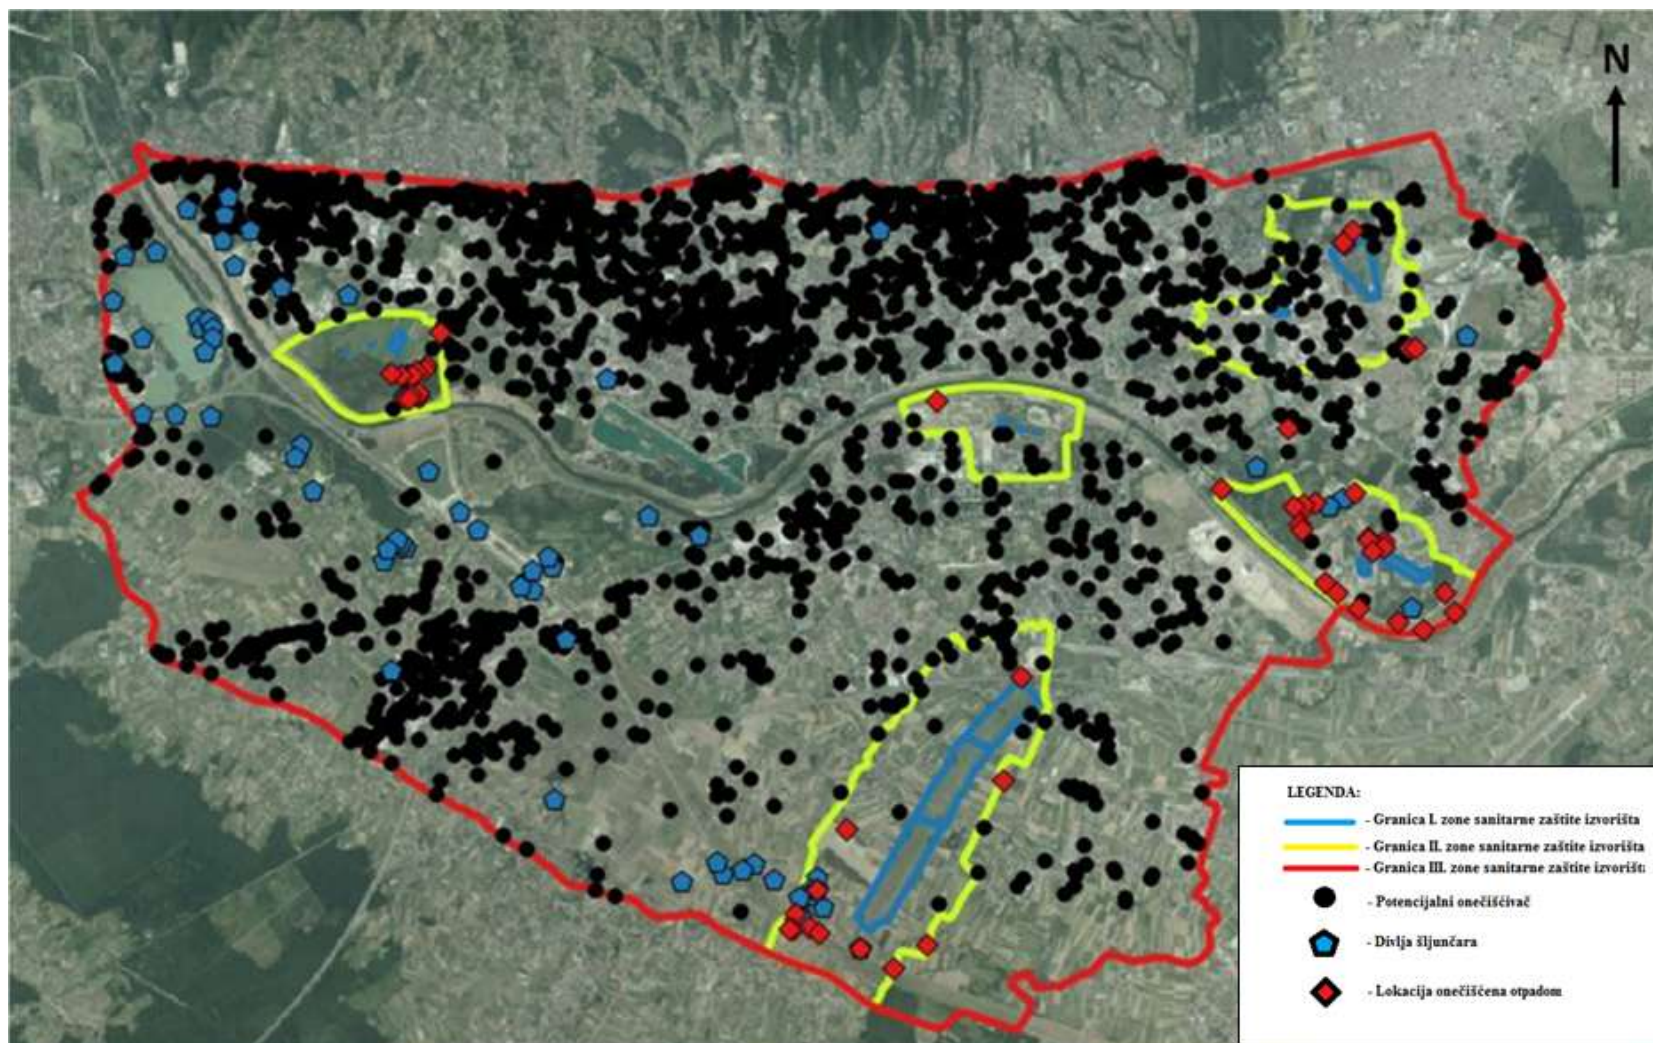 N
LEGENDA:
- Granica I. zone sanitarne zaštite izvorišta
- Granica II. zone sanitarne zaštite izvorišta
- Granica III. zone sanitarne zaštite izvorišt:
- Potencijalni onečišćivač
- Divlja šljunčara
- Lokacija onečišćena otpadom